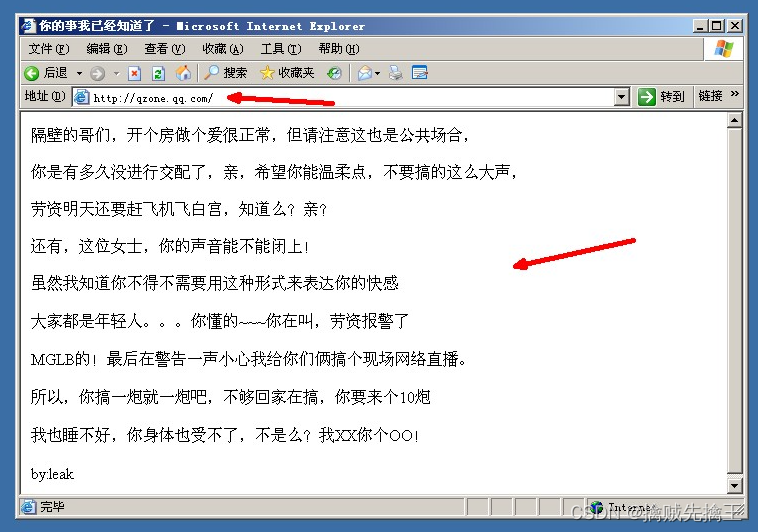 你的事我已经知道了 - Microsoft Internet Explorer
文件(F) 编辑(E) 查看(V) 收藏(A) 工具(T) 帮助(H)
后退 搜索 收藏夹
地址(D) http://qzone.qq.com/ 转到 链接 »
隔壁的哥们，开个房做个爱很正常，但请注意这也是公共场合，
你是有多久没进行交配了，亲，希望你能温柔点，不要搞的这么大声，
劳资明天还要赶飞机飞白宫，知道么？亲？
还有，这位女士，你的声音能不能闭上！
虽然我知道你不得不需要用这种形式来表达你的快感
大家都是年轻人。。。你懂的~~~你在叫，劳资报警了
MGLB的！最后在警告一声小心我给你们俩搞个现场网络直播。
所以，你搞一炮就一炮吧，不够回家在搞，你要来个10炮
我也睡不好，你身体也受不了，不是么？我XX你个OO！
by:leak
完毕 Internet
CSDN @擒贼先擒王